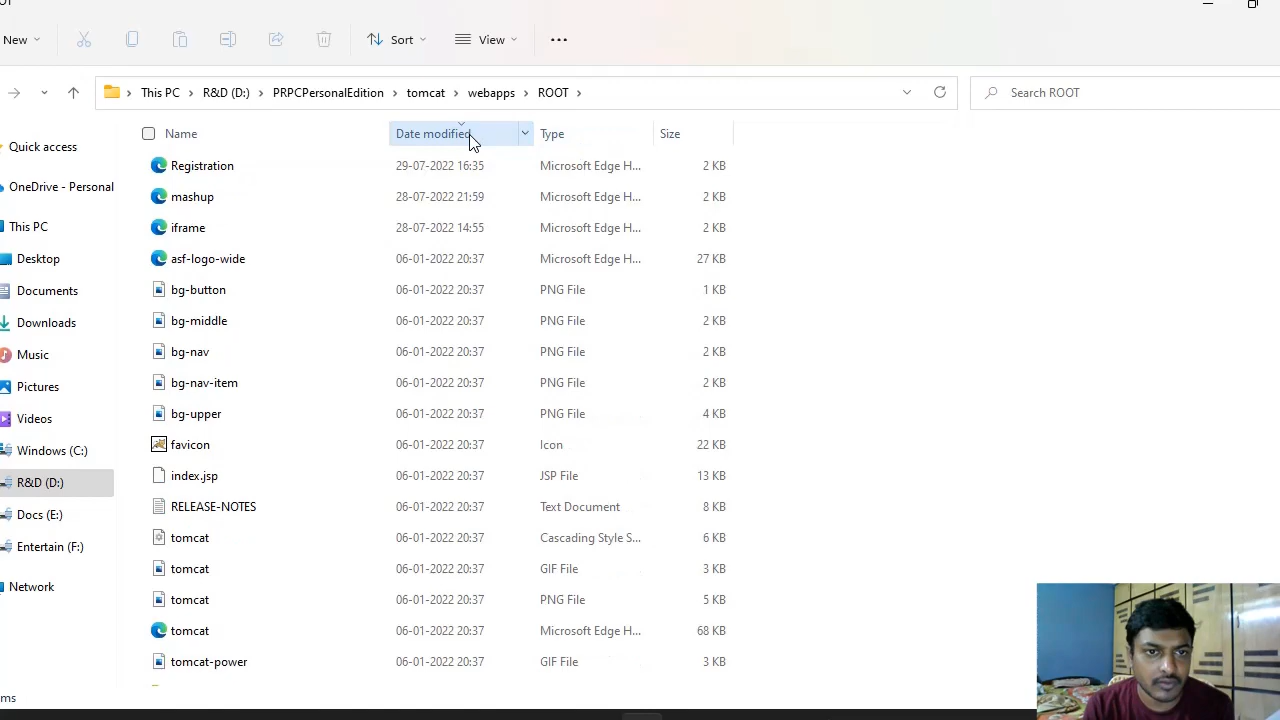 New
Sort
View
This PC
R&D (D:)
PRPCPersonalEdition
tomcat
webapps
ROOT
Search ROOT
Name Date modified Type Size
Quick access
OneDrive - Personal
This PC
Desktop
Documents
Downloads
Music
Pictures
Videos
Windows (C:)
R&D (D:)
Docs (E:)
Entertain (F:)
Network
Registration 29-07-2022 16:35 Microsoft Edge H... 2 KB
mashup 28-07-2022 21:59 Microsoft Edge H... 2 KB
iframe 28-07-2022 14:55 Microsoft Edge H... 2 KB
asf-logo-wide 06-01-2022 20:37 Microsoft Edge H... 27 KB
bg-button 06-01-2022 20:37 PNG File 1 KB
bg-middle 06-01-2022 20:37 PNG File 2 KB
bg-nav 06-01-2022 20:37 PNG File 2 KB
bg-nav-item 06-01-2022 20:37 PNG File 2 KB
bg-upper 06-01-2022 20:37 PNG File 4 KB
favicon 06-01-2022 20:37 Icon 22 KB
index.jsp 06-01-2022 20:37 JSP File 13 KB
RELEASE-NOTES 06-01-2022 20:37 Text Document 8 KB
tomcat 06-01-2022 20:37 Cascading Style S... 6 KB
tomcat 06-01-2022 20:37 GIF File 3 KB
tomcat 06-01-2022 20:37 PNG File 5 KB
tomcat 06-01-2022 20:37 Microsoft Edge H... 68 KB
tomcat-power 06-01-2022 20:37 GIF File 3 KB